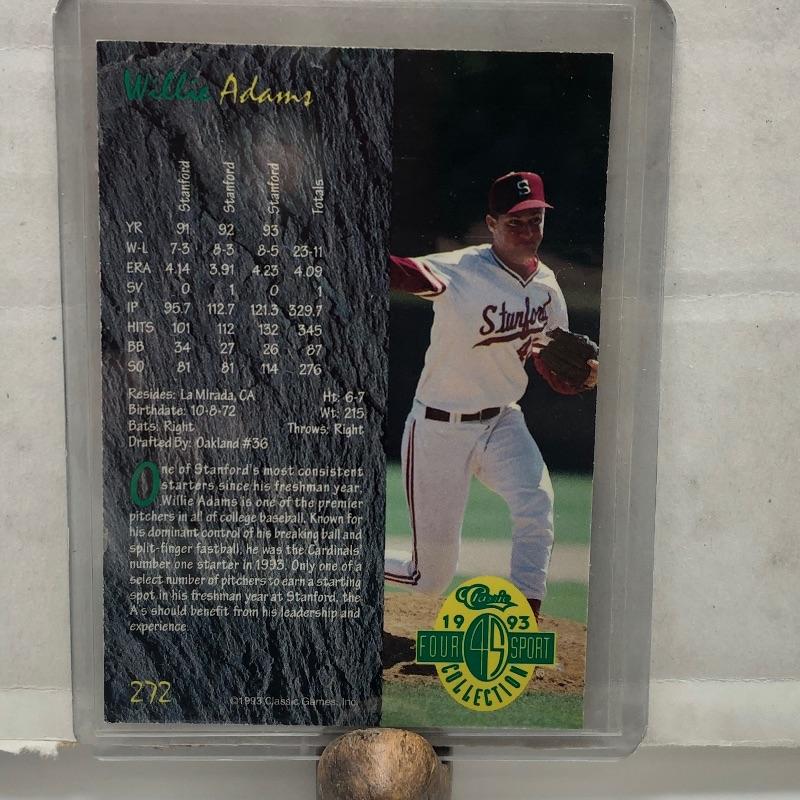 Willie Adams
Stanford Stanford Stanford Totals
YR 91 92 93
W-L 7-3 8-3 8-5 23-11
ERA 4.14 3.91 4.23 4.09
SV 0 1 0 1
IP 95.7 112.7 121.3 329.7
HITS 101 112 132 345
BB 34 27 26 87
SO 81 81 114 276
Resides: La Mirada, CA Ht: 6-7
Birthdate: 10-8-72 Wt: 215
Bats: Right Throws: Right
Drafted By: Oakland #36
One of Stanford's most consistent
starters since his freshman year,
Willie Adams is one of the premier
pitchers in all of college baseball. Known for
his dominant control of his breaking ball and
split-finger fastball, he was the Cardinals'
number one starter in 1993. Only one of a
select number of pitchers to earn a starting
spot in his freshman year at Stanford, the
A's should benefit from his leadership and
experience.
272
©1993 Classic Games, Inc.
S
Stanford
4
Classic
1993
FOUR 4S SPORT
COLLECTION
®